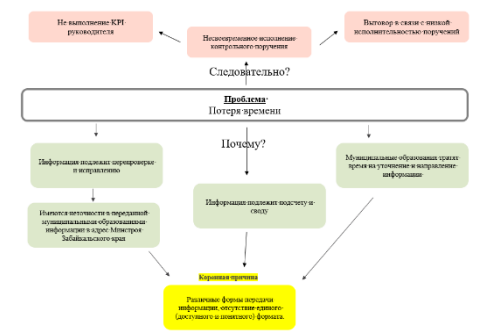 Не выполнение KPI
руководителя
Несвоевременное исполнение
контрольного поручения
Выговор в связи с низкой
исполнительностью поручений
Следовательно?
Проблема
Потеря времени
Почему?
Информация подлежит перепроверке
и исправлению
Муниципальные образования тратят
время на уточнение и направление
информации
Имеются неточности в переданной
муниципальными образованиями
информации в адрес Минстроя
Забайкальского края
Информация подлежит подсчету и
своду
Коренная причина
Различные формы передачи
информации, отсутствие единого
(доступного и понятного) формата.